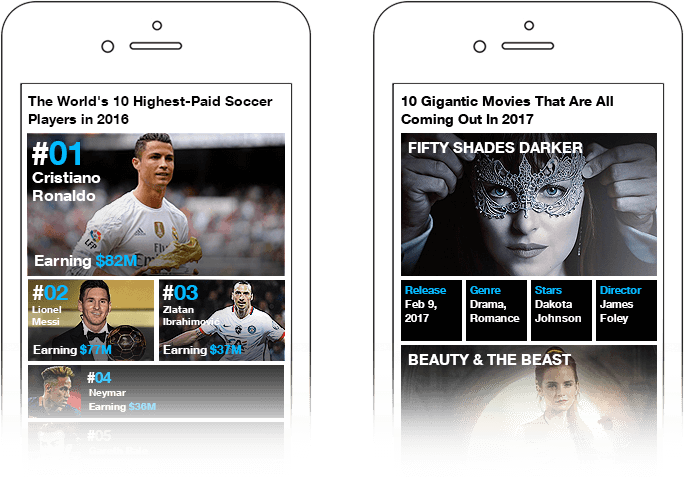 The World's 10 Highest-Paid Soccer
Players in 2016
#01
Cristiano
Ronaldo
Earning $82M
#02
Lionel
Messi
Earning $77M
#03
Zlatan
Ibrahimovic
Earning $37M
#04
Neymar
Earning $36M
#05
10 Gigantic Movies That Are All
Coming Out In 2017
FIFTY SHADES DARKER
Release
Feb 9,
2017
Genre
Drama,
Romance
Stars
Dakota
Johnson
Director
James
Foley
BEAUTY & THE BEAST